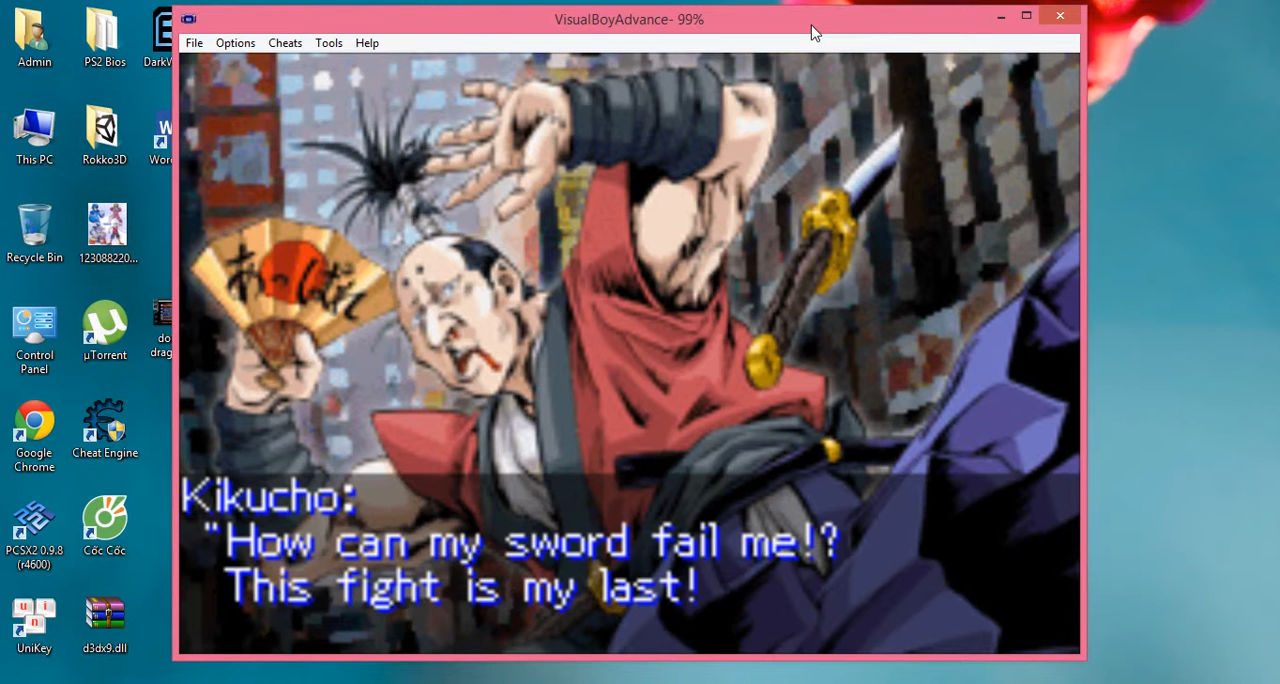 VisualBoyAdvance- 99%
File Options Cheats Tools Help
Admin
PS2 Bios
This PC
Rokko3D
Recycle Bin
123088220...
Control
Panel
µTorrent
Google
Chrome
Cheat Engine
PCSX2 0.9.8
(r4600)
Cốc Cốc
UniKey
d3dx9.dll
u i
n
Kikucho:
"How can my sword fail me!?
This fight is my last!